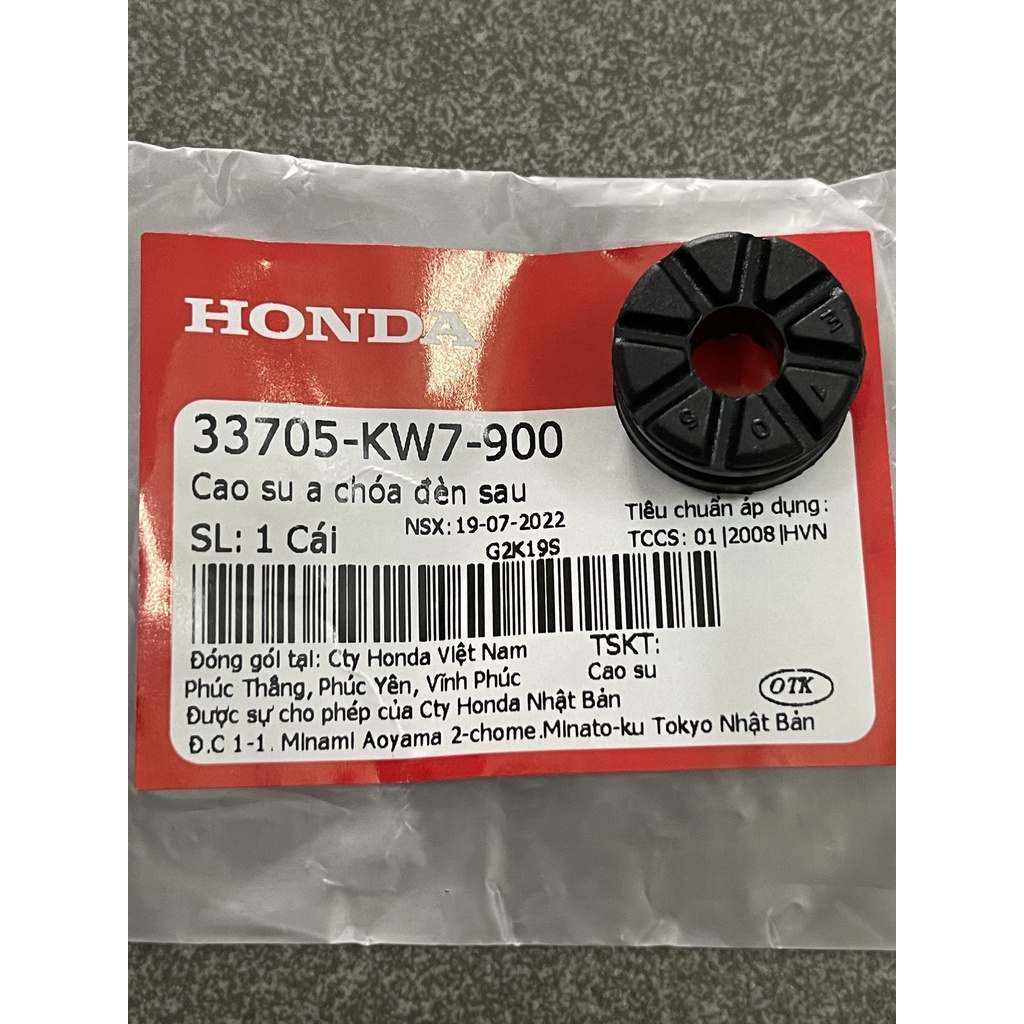 HONDA
33705-KW7-900
Cao su a chóa đèn sau
SL: 1 Cái
NSX: 19-07-2022
G2K19S
Tiêu chuẩn áp dụng:
TCCS: 01|2008|HVN
Đóng gói tại: Cty Honda Việt Nam
Phúc Thắng, Phúc Yên, Vĩnh Phúc
TSKT:
Cao su
Được sự cho phép của Cty Honda Nhật Bản
Đ.C 1-1. Minami Aoyama 2-chome.Minato-ku Tokyo Nhật Bản
OTK